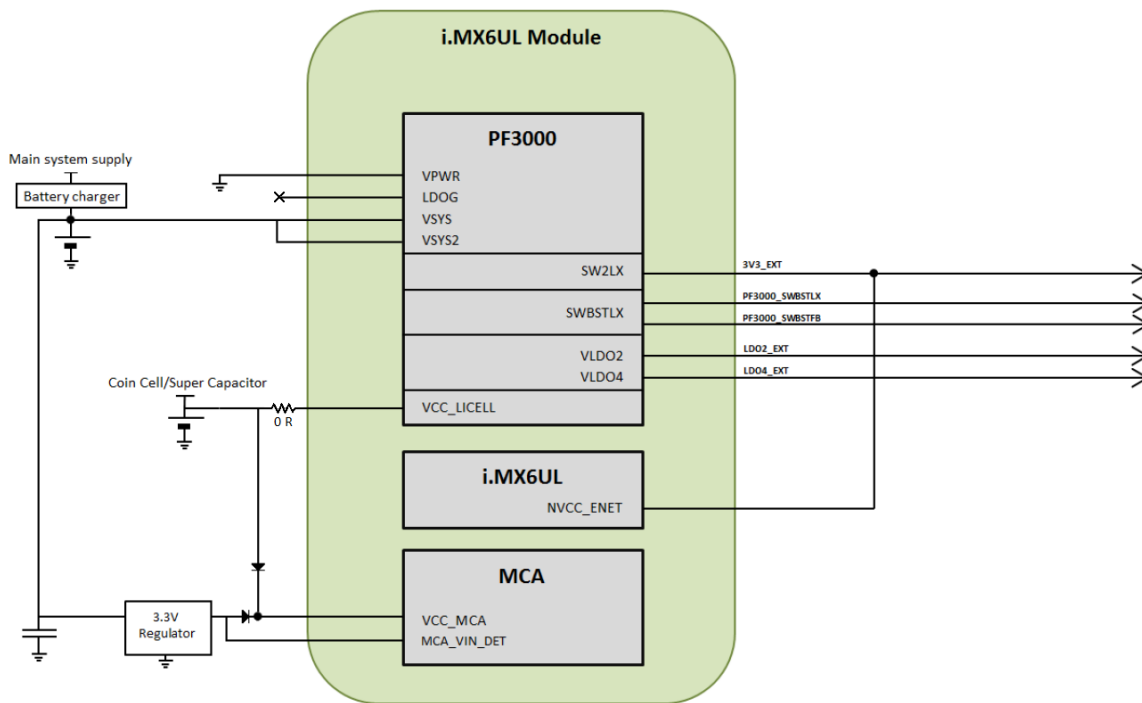 i.MX6UL Module
PF3000
Main system supply
Battery charger
VPWR
LDOG
VSYS
VSYS2
SW2LX
3V3_EXT
SWBSTLX
PF3000_SWBSTLX
PF3000_SWBSTFB
VLDO2
LDO2_EXT
VLDO4
LDO4_EXT
Coin Cell/Super Capacitor
0 R
VCC_LICELL
i.MX6UL
NVCC_ENET
MCA
3.3V
Regulator
VCC_MCA
MCA_VIN_DET